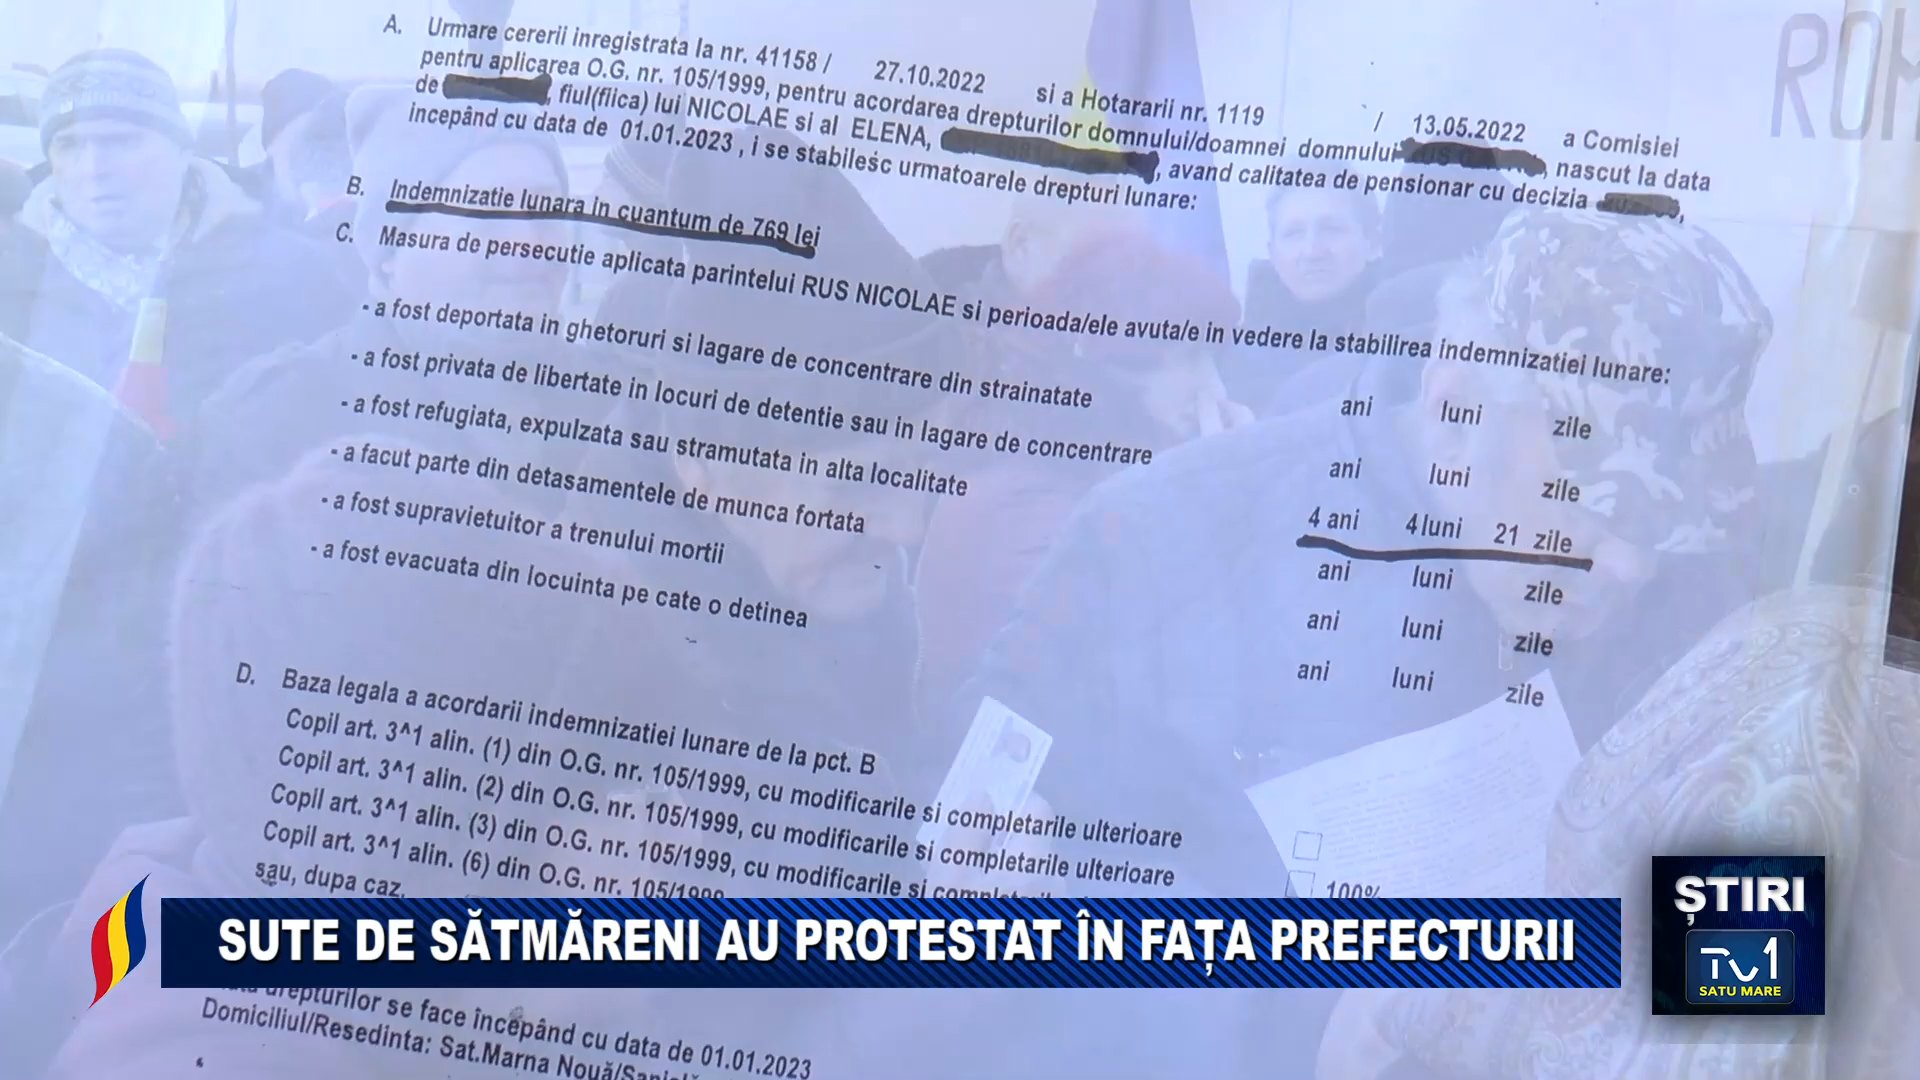 A. Urmare cererii inregistrata la nr. 41158 / 27.10.2022 si a Hotararii nr. 1119 / 13.05.2022 a Comisiei
pentru aplicarea O.G. nr. 105/1999, pentru acordarea drepturilor domnului/doamnei domnului , nascut la data
de , fiul(fiica) lui NICOLAE si al ELENA, , avand calitatea de pensionar cu decizia ,
începând cu data de 01.01.2023 , i se stabilesc urmatoarele drepturi lunare:
B. Indemnizatie lunara in cuantum de 769 lei
C. Masura de persecutie aplicata parintelui RUS NICOLAE si perioada/ele avuta/e in vedere la stabilirea indemnizatiei lunare:
- a fost deportata in ghetoruri si lagare de concentrare din strainatate ani luni zile
- a fost privata de libertate in locuri de detentie sau in lagare de concentrare ani luni zile
- a fost refugiata, expulzata sau stramutata in alta localitate 4 ani 4 luni 21 zile
- a facut parte din detasamentele de munca fortata ani luni zile
- a fost supravietuitor a trenului mortii ani luni zile
- a fost evacuata din locuinta pe cate o detinea ani luni zile
D. Baza legala a acordarii indemnizatiei lunare de la pct. B
Copil art. 3^1 alin. (1) din O.G. nr. 105/1999, cu modificarile si completarile ulterioare
Copil art. 3^1 alin. (2) din O.G. nr. 105/1999, cu modificarile si completarile ulterioare
Copil art. 3^1 alin. (3) din O.G. nr. 105/1999, cu modificarile si
Copil art. 3^1 alin. (6) din O.G. nr. 105/1999
sau, dupa caz. 100%
SUTE DE SĂTMĂRENI AU PROTESTAT ÎN FAȚA PREFECTURII
drepturilor se face începând cu data de 01.01.2023
Domiciliul/Resedinta: Sat.Marna Nouă/
ȘTIRI
TV1
SATU MARE